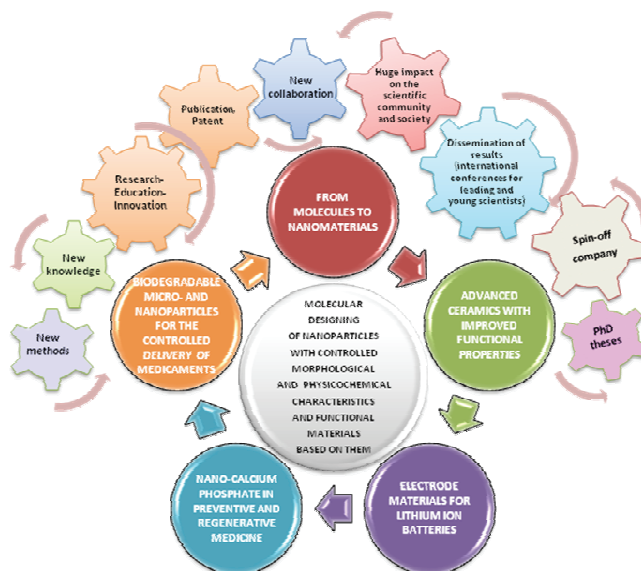 New
collaboration
Huge impact
on the
scientific
community
and society
Publication,
Patent
Dissemination of
results
(international
conferences for
leading and
young scientists)
Research-
Education-
Innovation
FROM
MOLECULES TO
NANOMATERIALS
Spin-off
company
New
knowledge
BIODEGRADABLE
MICRO- AND
NANOPARTICLES
FOR THE
CONTROLLED
DELIVERY OF
MEDICAMENTS
MOLECULAR
DESIGNING
OF NANOPARTICLES
WITH CONTROLLED
MORPHOLOGICAL
AND PHYSICOCHEMICAL
CHARACTERISTICS
AND FUNCTIONAL
MATERIALS
BASED ON THEM
ADVANCED
CERAMICS WITH
IMPROVED
FUNCTIONAL
PROPERTIES
New
methods
PhD
theses
NANO-CALCIUM
PHOSPHATE IN
PREVENTIVE AND
REGENERATIVE
MEDICINE
ELECTRODE
MATERIALS FOR
LITHIUM ION
BATTERIES